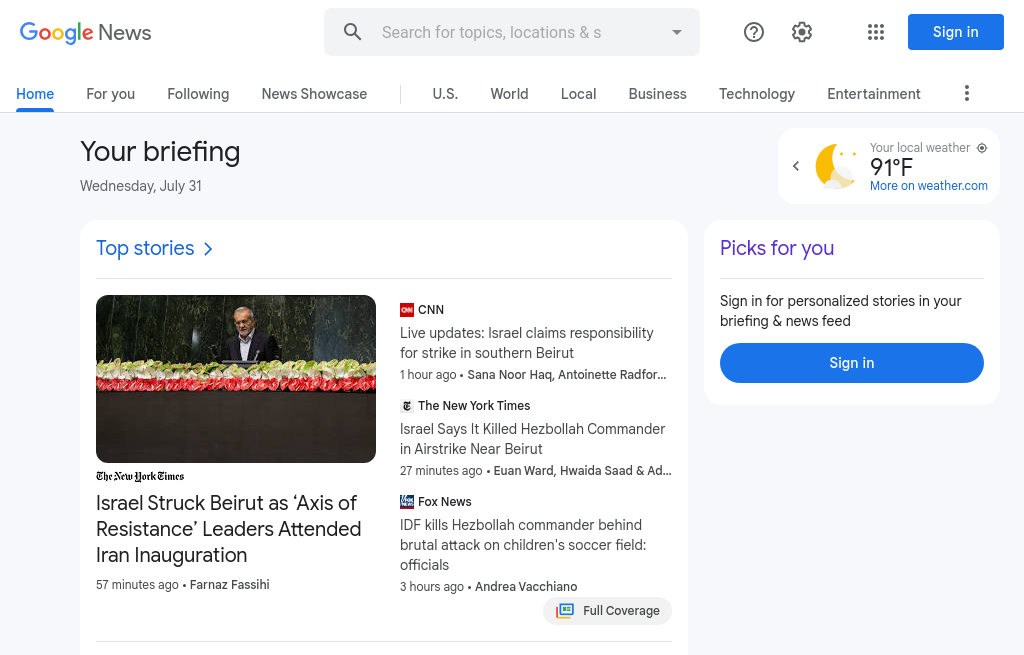 Google News
Search for topics, locations & s
Sign in
Home
For you
Following
News Showcase
U.S.
World
Local
Business
Technology
Entertainment
Your briefing
Wednesday, July 31
Your local weather
91°F
More on weather.com
Top stories
The New York Times
Israel Struck Beirut as ‘Axis of
Resistance’ Leaders Attended
Iran Inauguration
57 minutes ago • Farnaz Fassihi
CNN
CNN
Live updates: Israel claims responsibility
for strike in southern Beirut
1 hour ago • Sana Noor Haq, Antoinette Radfor...
The New York Times
Israel Says It Killed Hezbollah Commander
in Airstrike Near Beirut
27 minutes ago • Euan Ward, Hwaida Saad & Ad...
Fox News
IDF kills Hezbollah commander behind
brutal attack on children's soccer field:
officials
3 hours ago • Andrea Vacchiano
Full Coverage
Picks for you
Sign in for personalized stories in your
briefing & news feed
Sign in